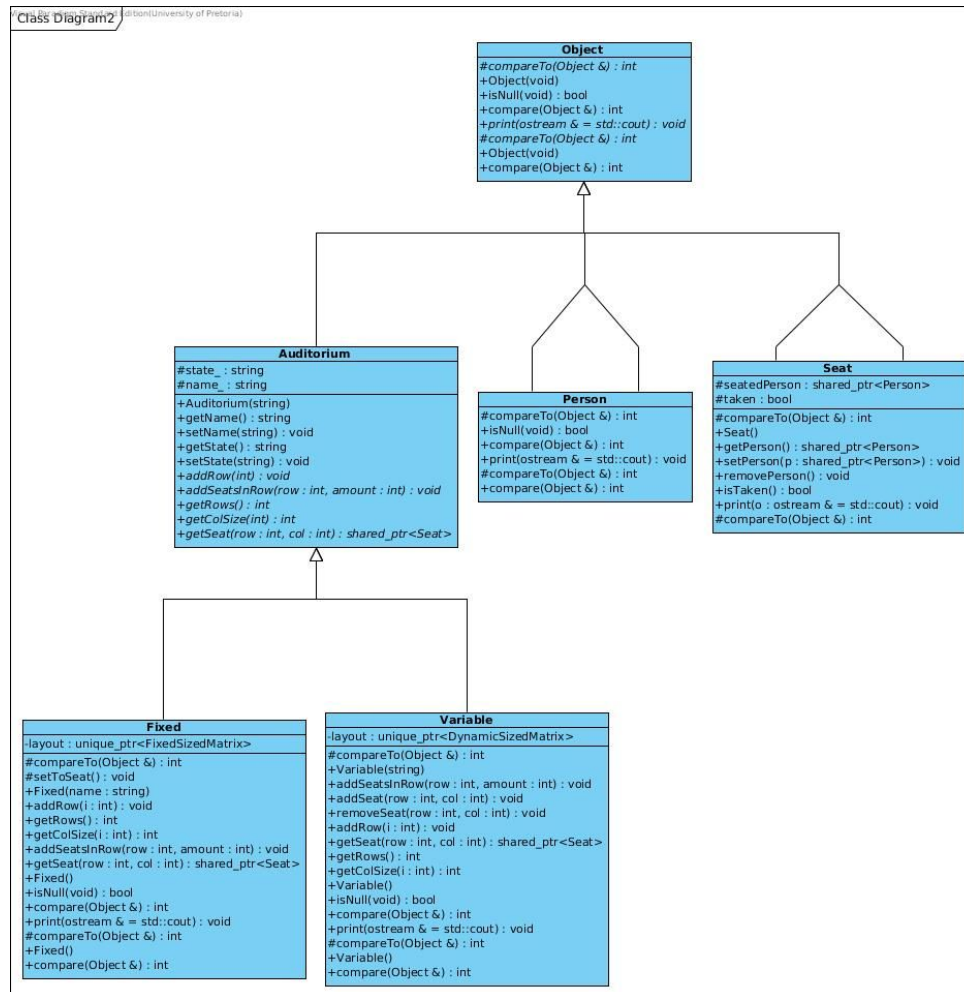 Visual Paradigm Standard Edition(University of Pretoria)
Class Diagram2
Object
#compareTo(Object &) : int
+Object(void)
+isNull(void) : bool
+compare(Object &) : int
+print(ostream & = std::cout) : void
#compareTo(Object &) : int
+Object(void)
+compare(Object &) : int
Auditorium
#state_ : string
#name_ : string
+Auditorium(string)
+getName() : string
+setName(string) : void
+getState() : string
+setState(string) : void
+addRow(int) : void
+addSeatsInRow(row : int, amount : int) : void
+getRows() : int
+getColSize(int) : int
+getSeat(row : int, col : int) : shared_ptr<Seat>
Person
#compareTo(Object &) : int
+isNull(void) : bool
+compare(Object &) : int
+print(ostream & = std::cout) : void
#compareTo(Object &) : int
+compare(Object &) : int
Seat
#seatedPerson : shared_ptr<Person>
#taken : bool
#compareTo(Object &) : int
+Seat()
+getPerson() : shared_ptr<Person>
+setPerson(p : shared_ptr<Person>) : void
+removePerson() : void
+isTaken() : bool
+print(o : ostream & = std::cout) : void
#compareTo(Object &) : int
Fixed
-layout : unique_ptr<FixedSizedMatrix>
#compareTo(Object &) : int
#setToSeat() : void
+Fixed(name : string)
+addRow(i : int) : void
+getRows() : int
+getColSize(i : int) : int
+addSeatsInRow(row : int, amount : int) : void
+getSeat(row : int, col : int) : shared_ptr<Seat>
+Fixed()
+isNull(void) : bool
+compare(Object &) : int
+print(ostream & = std::cout) : void
#compareTo(Object &) : int
+Fixed()
+compare(Object &) : int
Variable
-layout : unique_ptr<DynamicSizedMatrix>
#compareTo(Object &) : int
+Variable(string)
+addSeatsInRow(row : int, amount : int) : void
+addSeat(row : int, col : int) : void
+removeSeat(row : int, col : int) : void
+addRow(i : int) : void
+getSeat(row : int, col : int) : shared_ptr<Seat>
+getRows() : int
+getColSize(i : int) : int
+Variable()
+isNull(void) : bool
+compare(Object &) : int
+print(ostream & = std::cout) : void
#compareTo(Object &) : int
+Variable()
+compare(Object &) : int